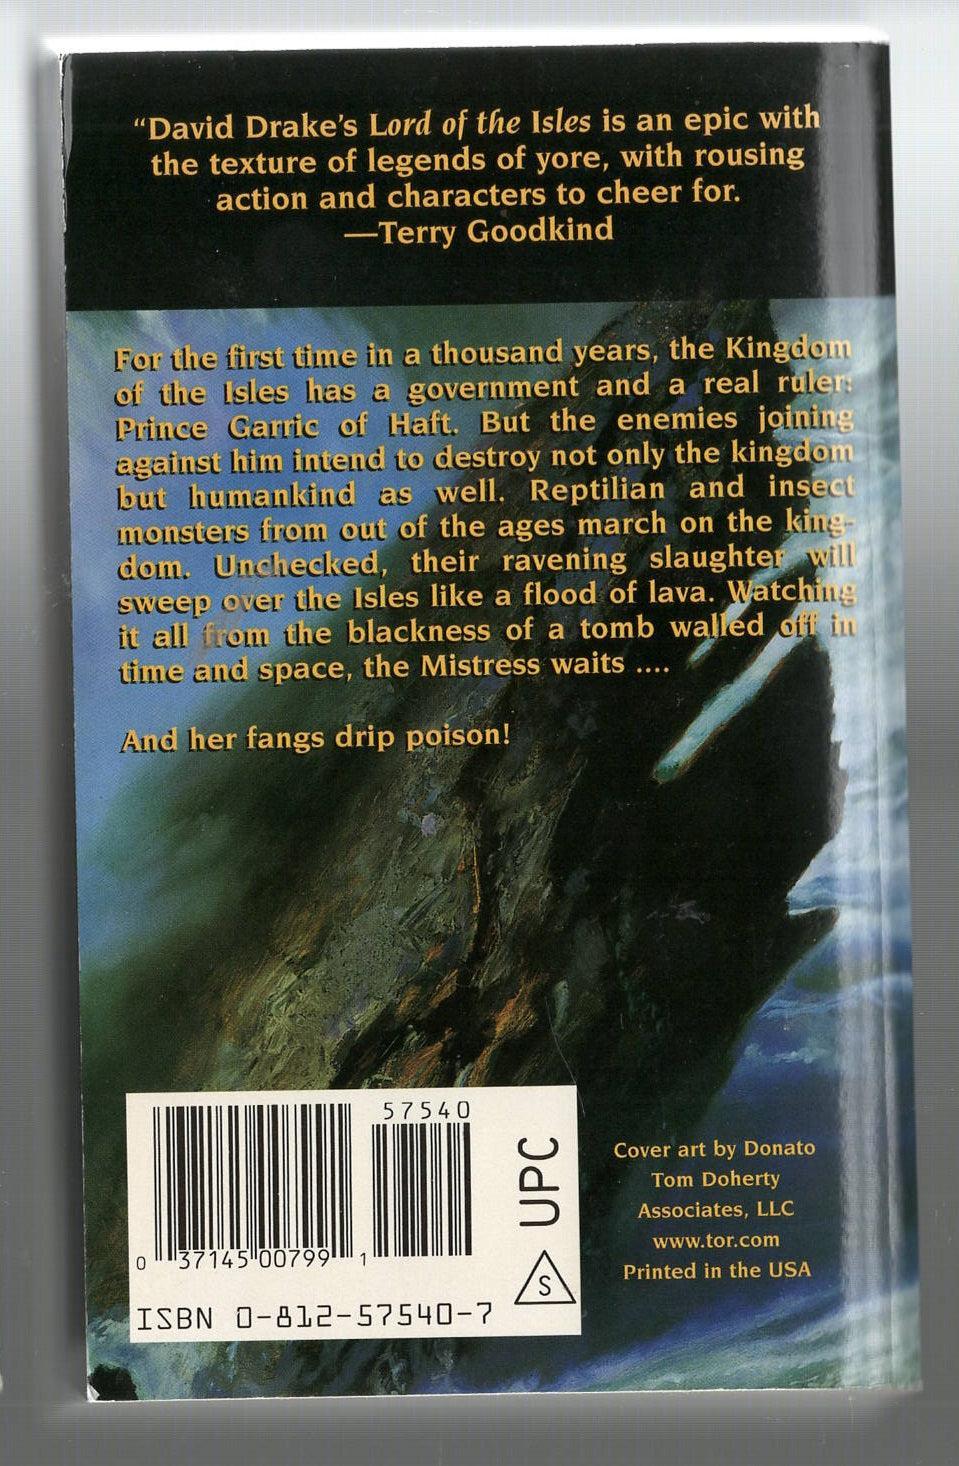 “David Drake’s Lord of the Isles is an epic with
the texture of legends of yore, with rousing
action and characters to cheer for.
—Terry Goodkind
For the first time in a thousand years, the Kingdom
of the Isles has a government and a real ruler:
Prince Garric of Haft. But the enemies joining
against him intend to destroy not only the kingdom
but humankind as well. Reptilian and insect
monsters from out of the ages march on the king-
dom. Unchecked, their ravening slaughter will
sweep over the Isles like a flood of lava. Watching
it all from the blackness of a tomb walled off in
time and space, the Mistress waits ....
And her fangs drip poison!
57540
0 37145 00799 1
UPC
S
ISBN 0-812-57540-7
Cover art by Donato
Tom Doherty
Associates, LLC
www.tor.com
Printed in the USA